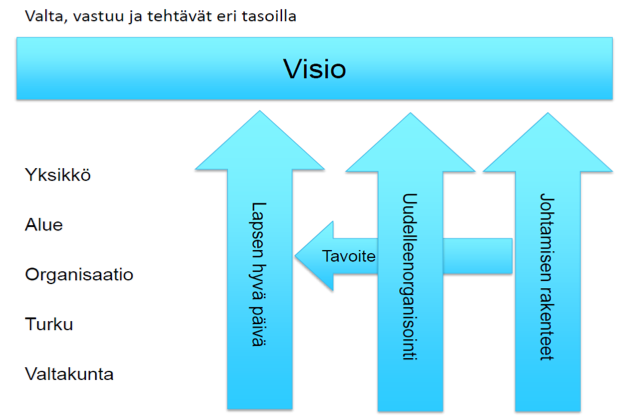 Valta, vastuu ja tehtävät eri tasoilla
Visio
Yksikkö
Alue
Organisaatio
Turku
Valtakunta
Lapsen hyvä päivä
Tavoite
Uudelleenorganisointi
Johtamisen rakenteet